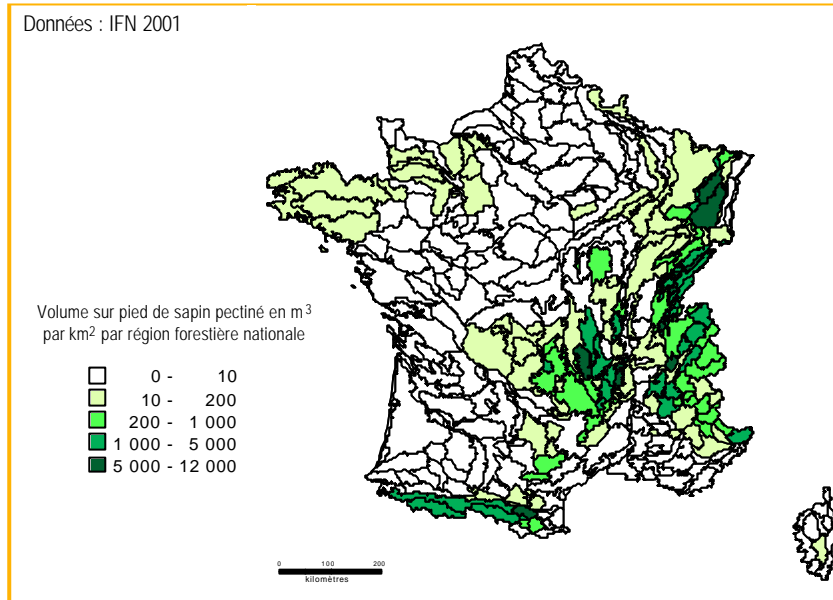 Données : IFN 2001
Volume sur pied de sapin pectiné en m3
par km2 par région forestière nationale
0 - 10
10 - 200
200 - 1 000
1 000 - 5 000
5 000 - 12 000
0 100 200
kilomètres